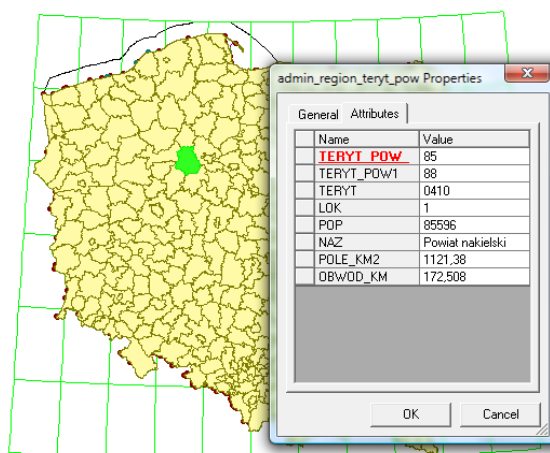 admin_region_teryt_pow Properties
General Attributes
Name Value
TERYT_POW_ 85
TERYT_POW1 88
TERYT 0410
LOK 1
POP 85596
NAZ Powiat nakielski
POLE_KM2 1121,38
OBWOD_KM 172,508
OK Cancel